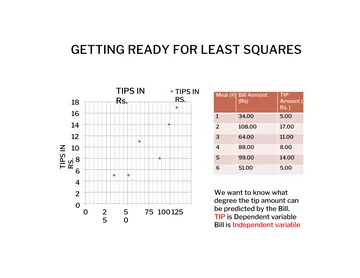 GETTING READY FOR LEAST SQUARES
TIPS IN
Rs.
TIPS IN
RS.
18
16
14
12
10
8
6
4
2
0
TIPS IN
RS.
0 2 5 75 100 125
5 0
Meal (#) Bill Amount TIP
(Rs) Amount (
Rs. )
1 34.00 5.00
2 108.00 17.00
3 64.00 11.00
4 88.00 8.00
5 99.00 14.00
6 51.00 5.00
We want to know what
degree the tip amount can
be predicted by the Bill.
TIP is Dependent variable
Bill is Independent variable